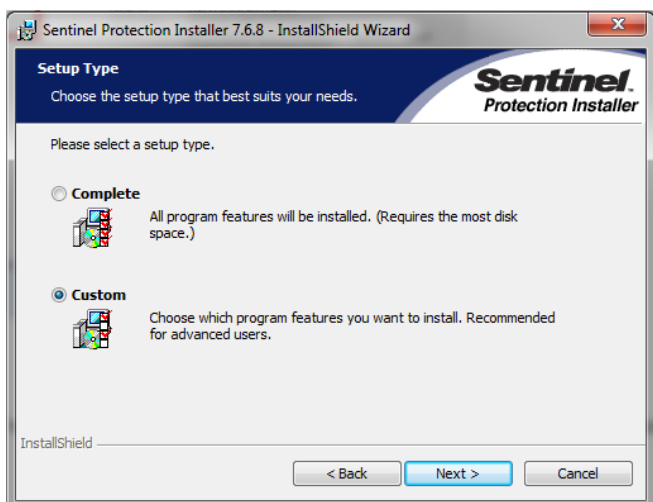 Sentinel Protection Installer 7.6.8 - InstallShield Wizard
Setup Type
Choose the setup type that best suits your needs.
Sentinel.
Protection Installer
Please select a setup type.
Complete
All program features will be installed. (Requires the most disk
space.)
Custom
Choose which program features you want to install. Recommended
for advanced users.
InstallShield
< Back
Next >
Cancel